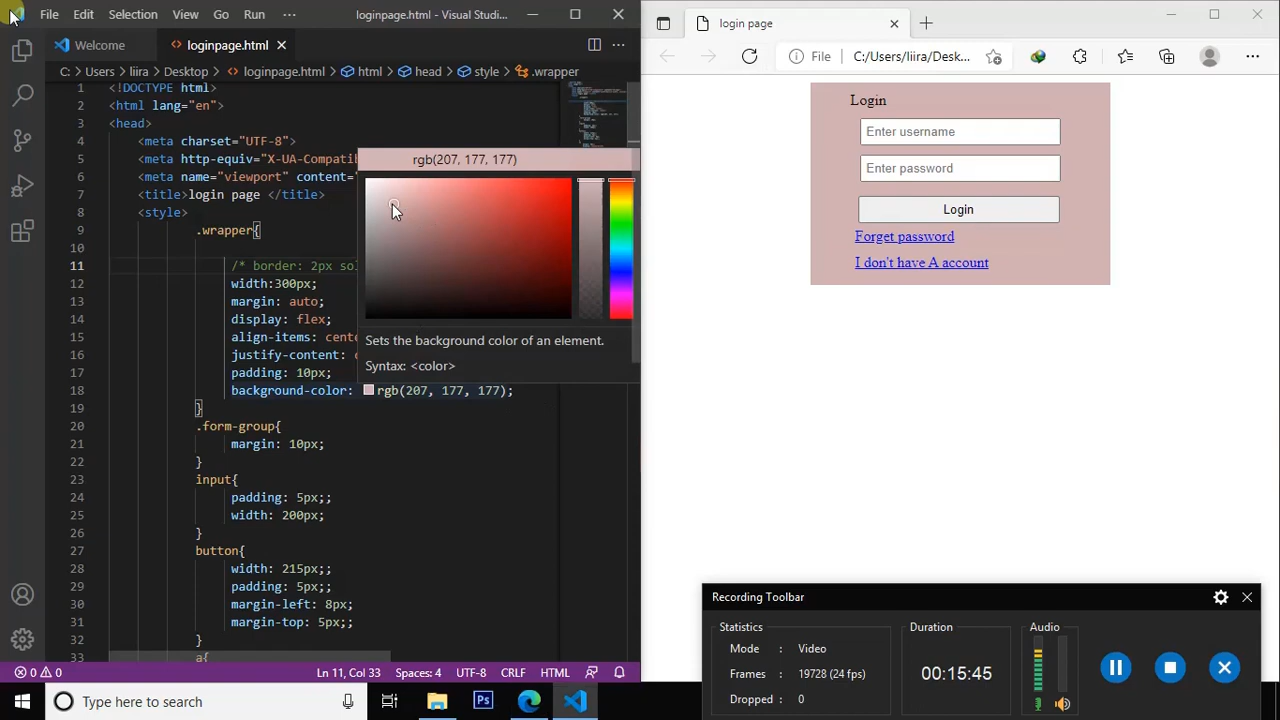 File Edit Selection View Go Run ··· loginpage.html - Visual Studi...
Welcome loginpage.html
C: > Users > liira > Desktop > loginpage.html > html > head > style > .wrapper
1 <!DOCTYPE html>
2 <html lang="en">
3 <head>
4 <meta charset="UTF-8">
5 <meta http-equiv="X-UA-Compatib
6 <meta name="viewport" content="
7 <title>login page </title>
8 <style>
9 .wrapper{
10
11 /* border: 2px sol
12 width:300px;
13 margin: auto;
14 display: flex;
15 align-items: cente
16 justify-content: c
17 padding: 10px;
18 background-color: rgb(207, 177, 177);
19 }
20 .form-group{
21 margin: 10px;
22 }
23 input{
24 padding: 5px;;
25 width: 200px;
26 }
27 button{
28 width: 215px;;
29 padding: 5px;;
30 margin-left: 8px;
31 margin-top: 5px;;
32 }
33 a{
rgb(207, 177, 177)
Sets the background color of an element.
Syntax: <color>
0 0 Ln 11, Col 33 Spaces: 4 UTF-8 CRLF HTML
login page
File C:/Users/liira/Deskto...
Login
Enter username
Enter password
Login
Forget password
I don't have A account
Recording Toolbar
Statistics
Mode : Video
Frames : 19728 (24 fps)
Dropped : 0
Duration
00:15:45
Audio
Type here to search
Ps